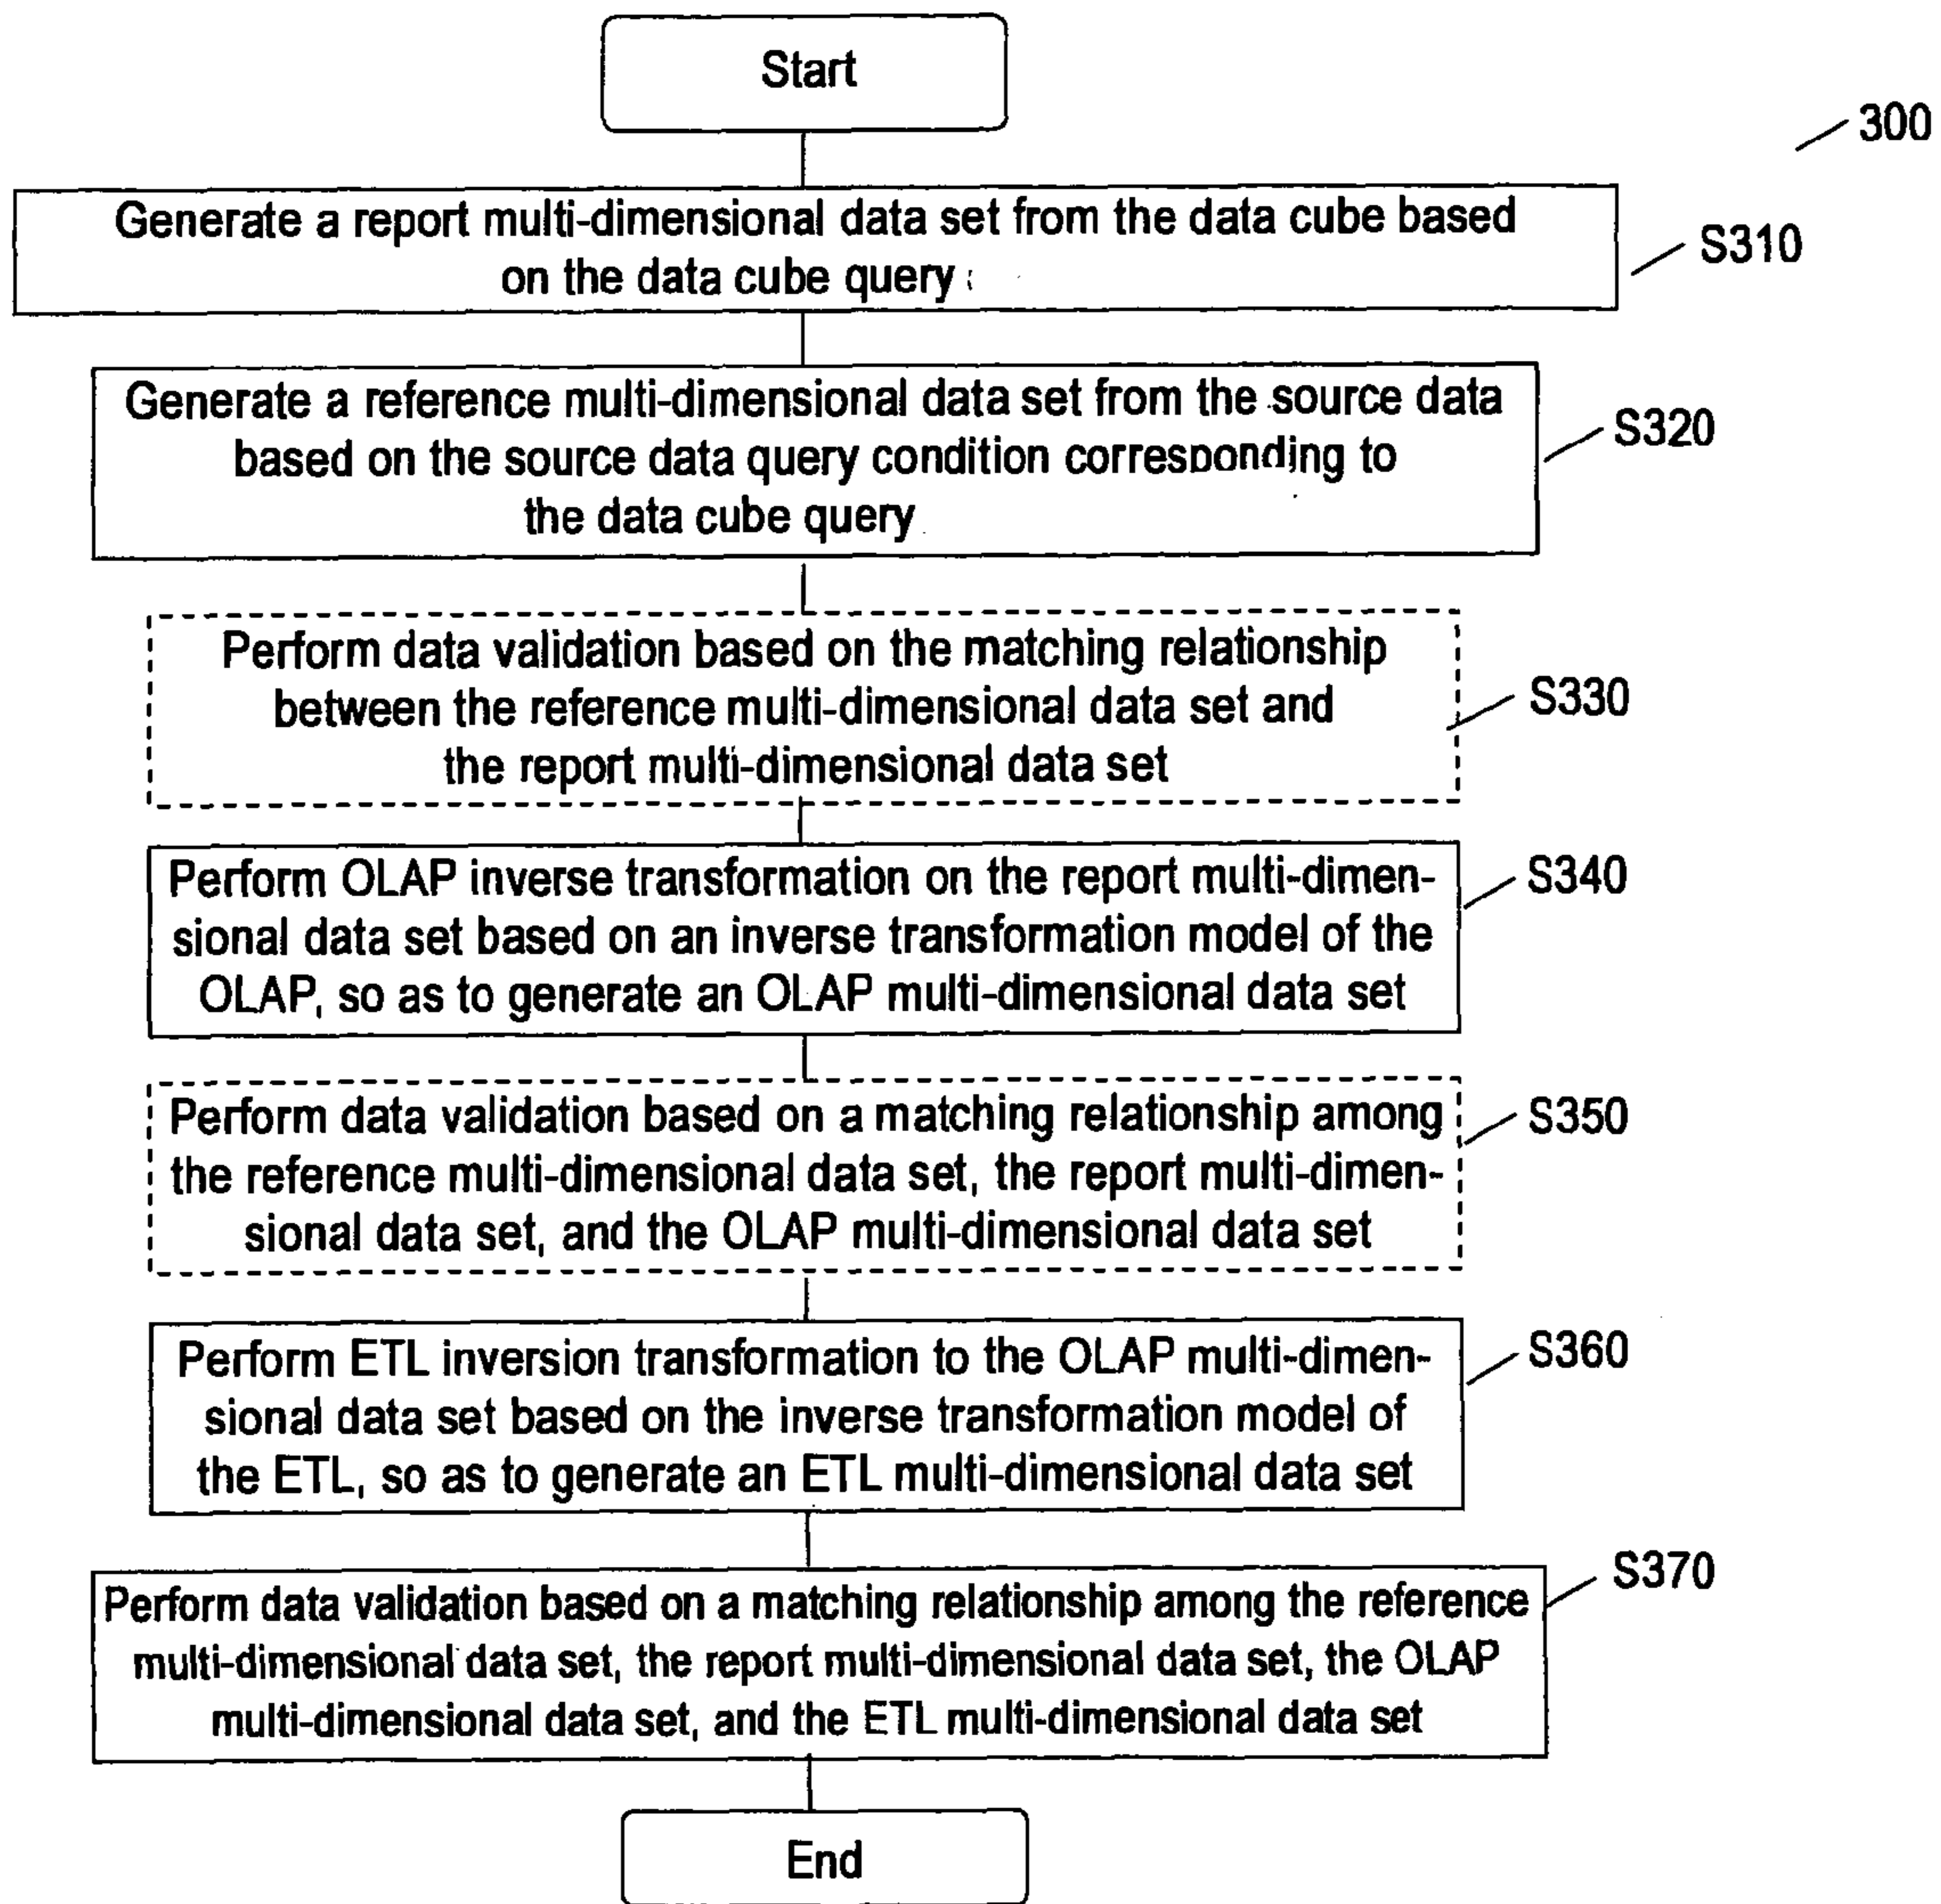 Start
300
Generate a report multi-dimensional data set from the data cube based
on the data cube query
S310
Generate a reference multi-dimensional data set from the source data
based on the source data query condition corresponding to
the data cube query
S320
Perform data validation based on the matching relationship
between the reference multi-dimensional data set and
the report multi-dimensional data set
S330
Perform OLAP inverse transformation on the report multi-dimen-
sional data set based on an inverse transformation model of the
OLAP, so as to generate an OLAP multi-dimensional data set
S340
Perform data validation based on a matching relationship among
the reference multi-dimensional data set, the report multi-dimen-
sional data set, and the OLAP multi-dimensional data set
S350
Perform ETL inversion transformation to the OLAP multi-dimen-
sional data set based on the inverse transformation model of
the ETL, so as to generate an ETL multi-dimensional data set
S360
Perform data validation based on a matching relationship among the reference
multi-dimensional data set, the report multi-dimensional data set, the OLAP
multi-dimensional data set, and the ETL multi-dimensional data set
S370
End